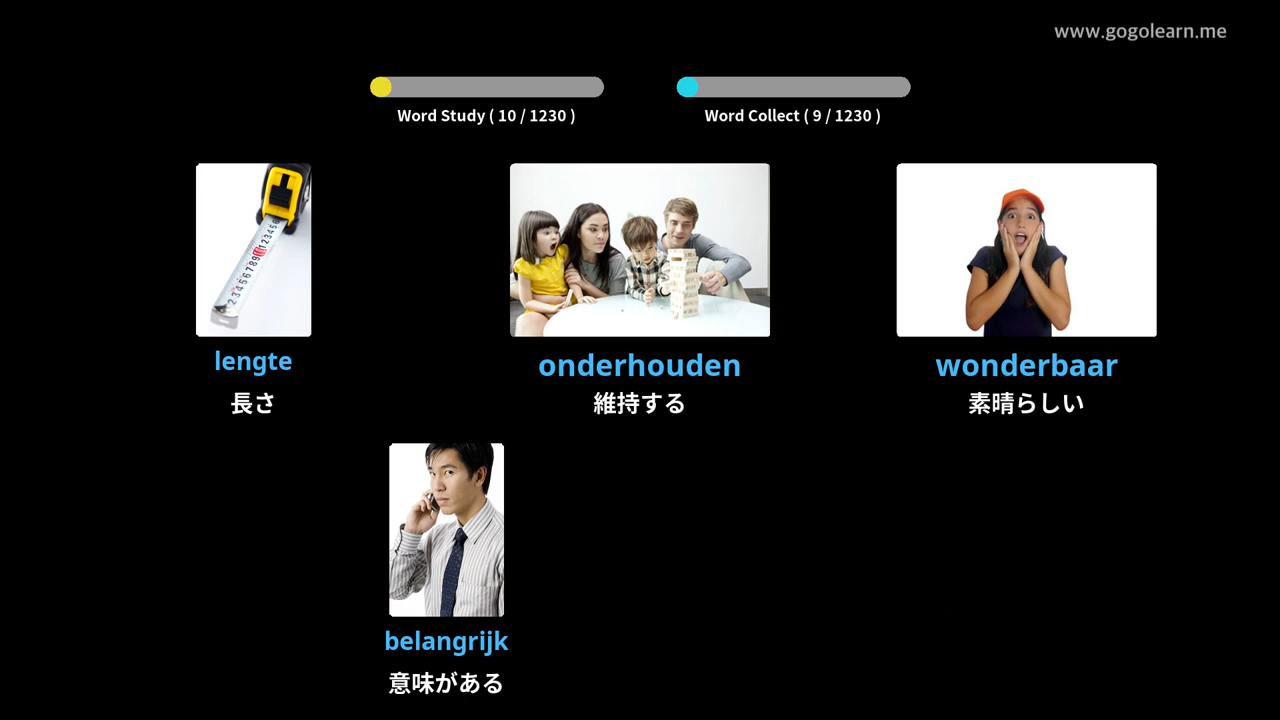 www.gogolearn.me
Word Study ( 10 / 1230 )
Word Collect ( 9 / 1230 )
lengte
長さ
onderhouden
維持する
wonderbaar
素晴らしい
belangrijk
意味がある